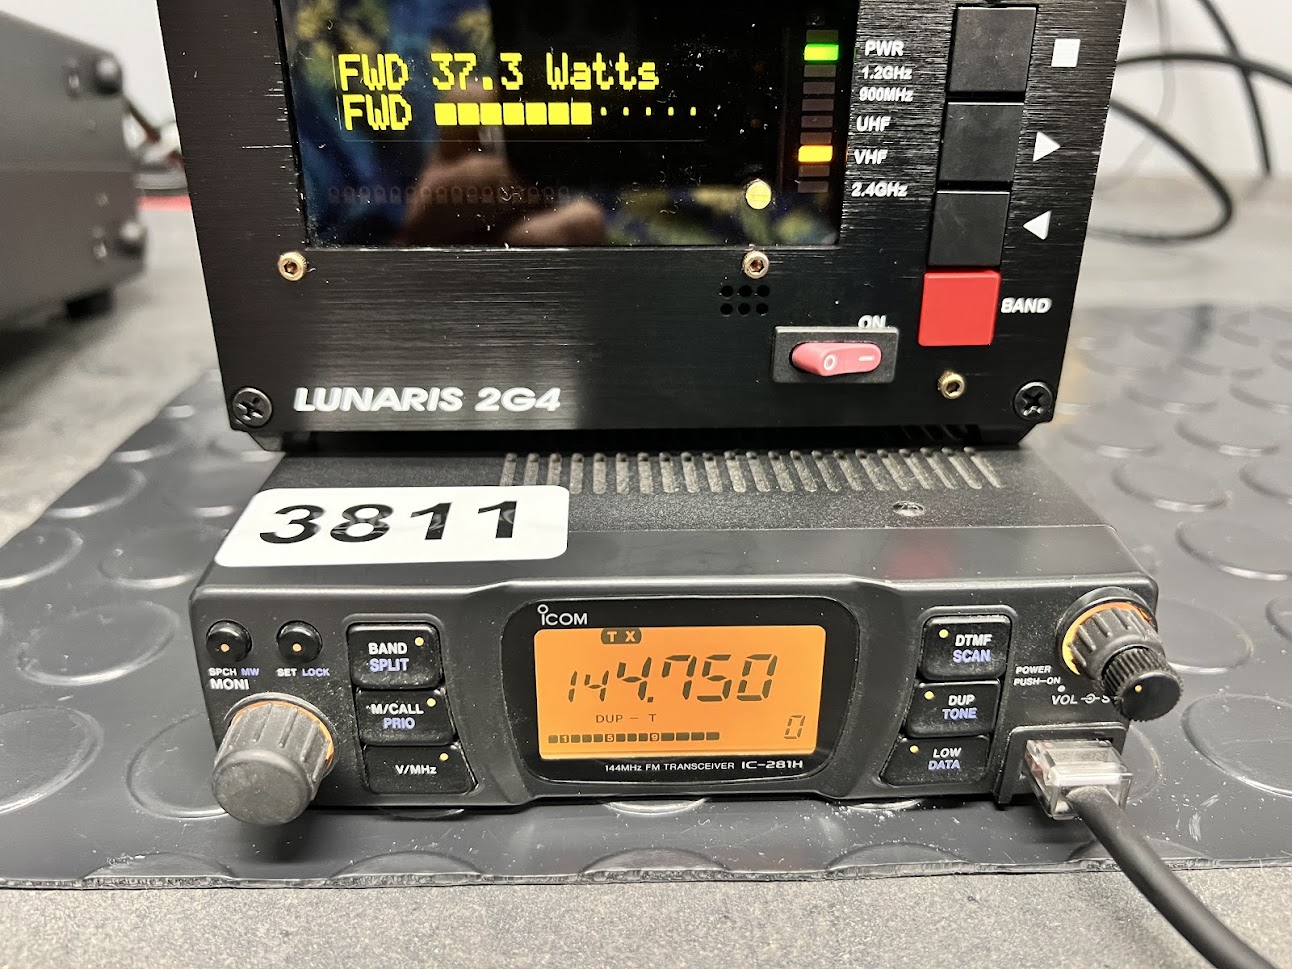 FWD 37.3 Watts
FWD
PWR
1.2GHz
900MHz
UHF
VHF
2.4GHz
BAND
ON
LUNARIS 2G4
3811
ICOM
TX
144.750
DUP - T
0
1 5 9
144MHz FM TRANSCEIVER IC-281H
SPCH MW
MONI
SET LOCK
BAND
SPLIT
M/CALL
PRIO
V/MHz
DTMF
SCAN
DUP
TONE
LOW
DATA
POWER
PUSH-ON
VOL